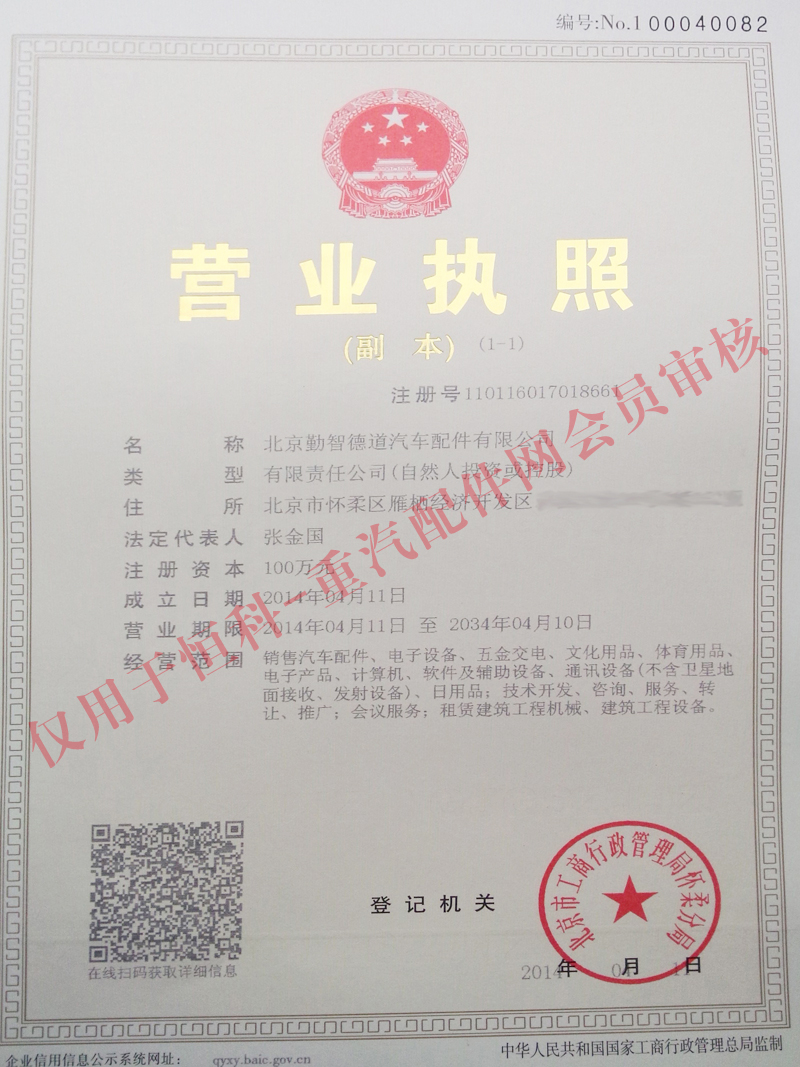 编号:No.1 00040082
营业执照
(副 本) (1-1)
注册号110116017018661
名 称 北京勤智德道汽车配件有限公司
类 型 有限责任公司(自然人投资或控股)
住 所 北京市怀柔区雁栖经济开发区
法定代表人 张金国
注册资本 100万元
成立日期 2014年04月11日
营业期限 2014年04月11日 至 2034年04月10日
经营范围 销售汽车配件、电子设备、五金交电、文化用品、体育用品、
电子产品、计算机、软件及辅助设备、通讯设备(不含卫星地
面接收、发射设备)、日用品；技术开发、咨询、服务、转
让、推广；会议服务；租赁建筑工程机械、建筑工程设备。
仅用于恒科-重汽配件网会员审核
在线扫码获取详细信息
登记机关
北京市工商行政管理局怀柔分局
2014年 04月 11日
企业信用信息公示系统网址： qyxy.baic.gov.cn
中华人民共和国国家工商行政管理总局监制